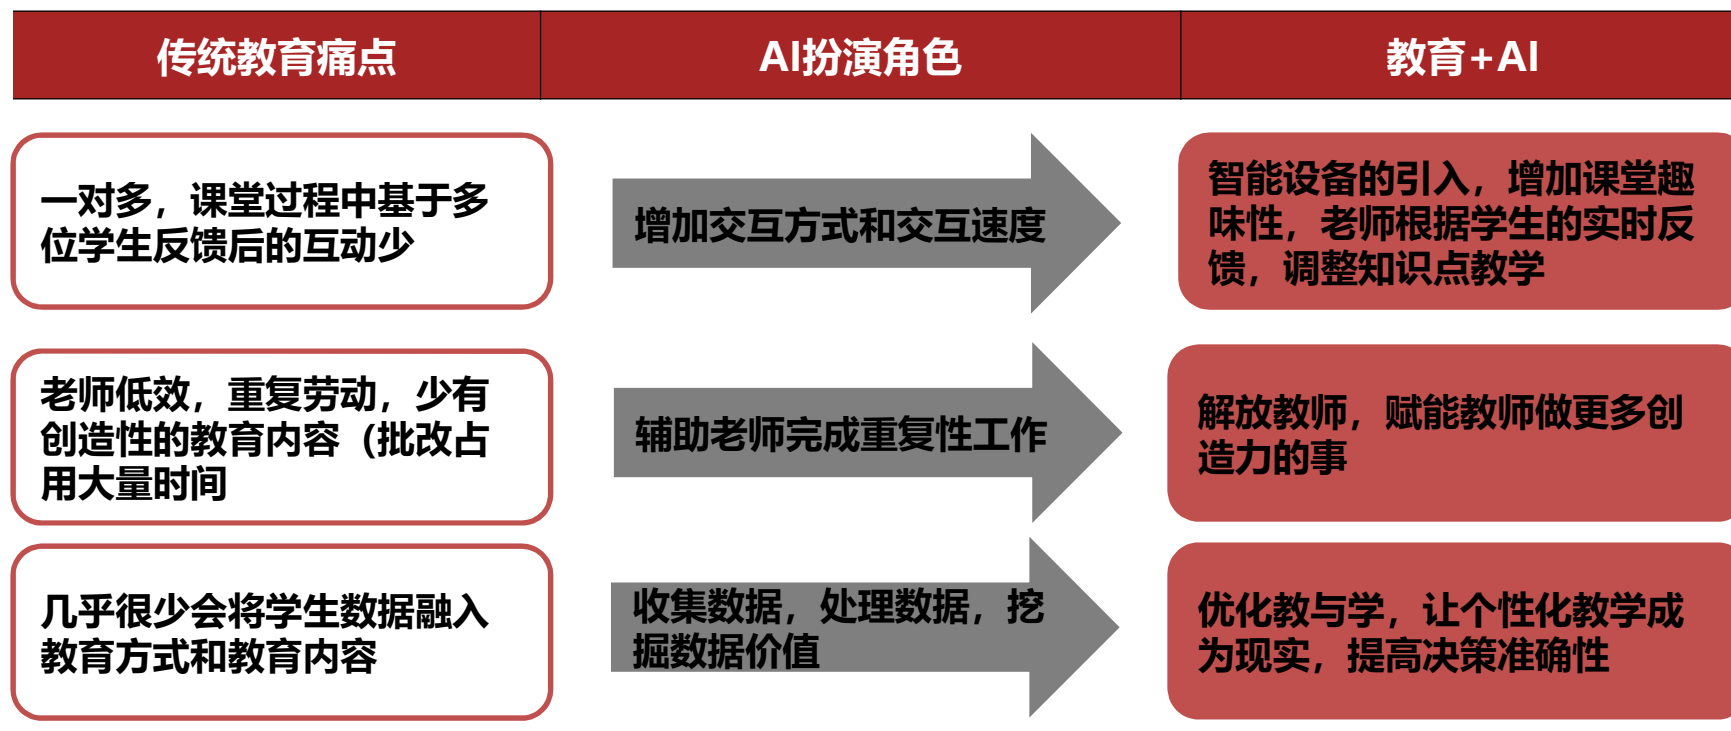 传统教育痛点
AI扮演角色
教育+AI
一对多，课堂过程中基于多
位学生反馈后的互动少
增加交互方式和交互速度
智能设备的引入，增加课堂趣
味性，老师根据学生的实时反
馈，调整知识点教学
老师低效，重复劳动，少有
创造性的教育内容（批改占
用大量时间
辅助老师完成重复性工作
解放教师，赋能教师做更多创
造力的事
几乎很少会将学生数据融入
教育方式和教育内容
收集数据，处理数据，挖
掘数据价值
优化教与学，让个性化教学成
为现实，提高决策准确性